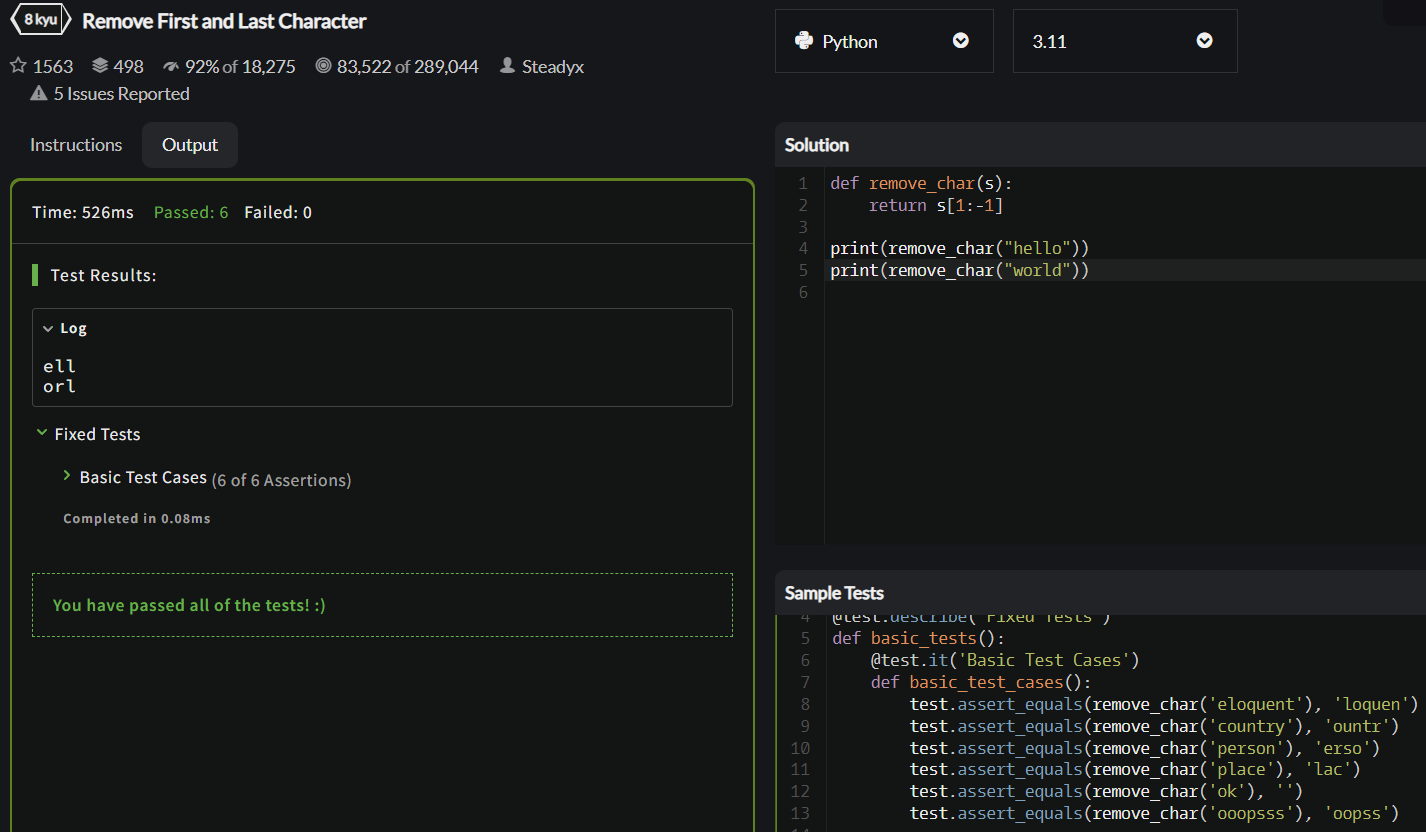 8 kyu Remove First and Last Character
1563 498 92% of 18,275 83,522 of 289,044 Steadyx
5 Issues Reported
Instructions Output
Time: 526ms Passed: 6 Failed: 0
Test Results:
Log
ell
orl
Fixed Tests
Basic Test Cases (6 of 6 Assertions)
Completed in 0.08ms
You have passed all of the tests! :)
Python 3.11
Solution
1 def remove_char(s):
2     return s[1:-1]
3
4 print(remove_char("hello"))
5 print(remove_char("world"))
6
Sample Tests
4 @test.describe('Fixed Tests')
5 def basic_tests():
6     @test.it('Basic Test Cases')
7     def basic_test_cases():
8         test.assert_equals(remove_char('eloquent'), 'loquen')
9         test.assert_equals(remove_char('country'), 'ountr')
10         test.assert_equals(remove_char('person'), 'erso')
11         test.assert_equals(remove_char('place'), 'lac')
12         test.assert_equals(remove_char('ok'), '')
13         test.assert_equals(remove_char('ooopsss'), 'oopss')